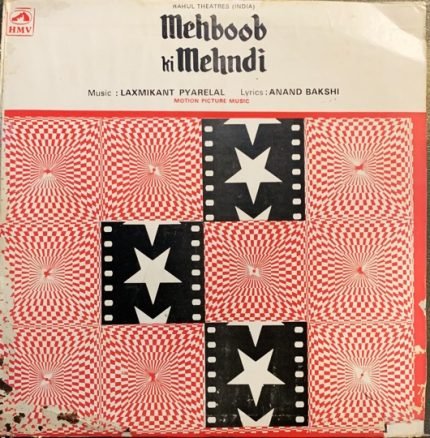 RAHUL THEATRES (INDIA)
HMV
Mehboob
ki Mehndi
Music : LAXMIKANT PYARELAL Lyrics : ANAND BAKSHI
MOTION PICTURE MUSIC